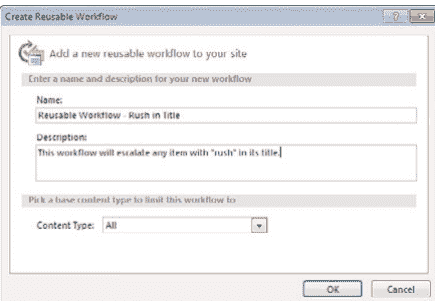 Create Reusable Workflow
Add a new reusable workflow to your site
Enter a name and description for your new workflow
Name:
Reusable Workflow - Rush in Title
Description:
This workflow will escalate any item with "rush" in its title.
Pick a base content type to limit this workflow to
Content Type: All
OK Cancel